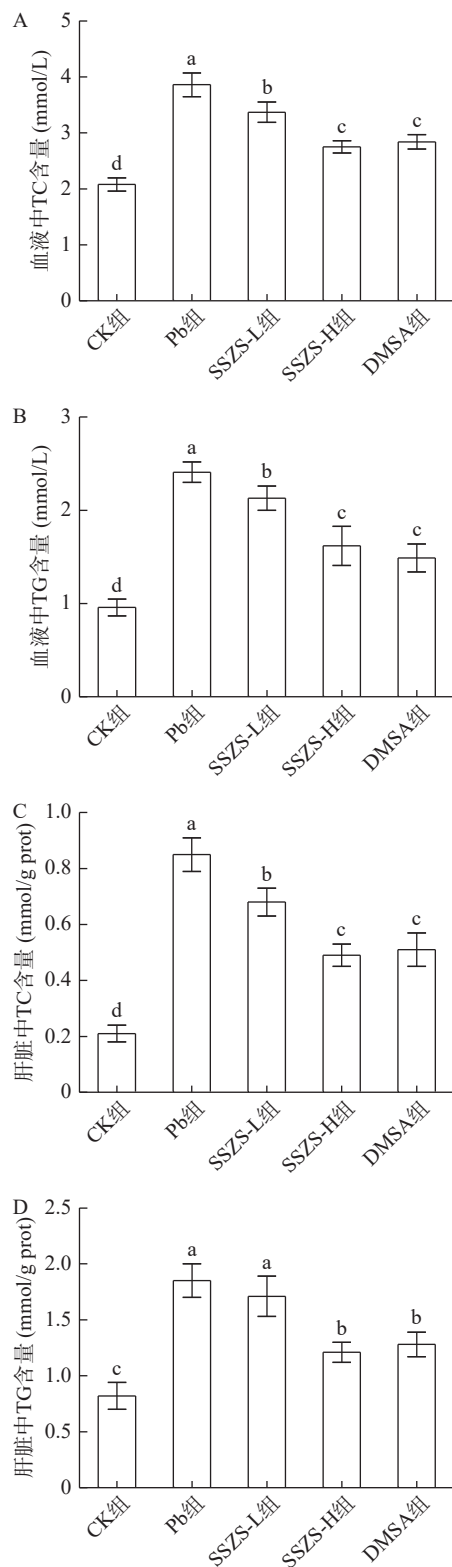 A
血液中TC含量 (mmol/L)
5
4
3
2
1
0
d
a
b
c
c
CK组
Pb组
SSZS-L组
SSZS-H组
DMSA组
B
血液中TG含量 (mmol/L)
3
2
1
0
d
a
b
c
c
CK组
Pb组
SSZS-L组
SSZS-H组
DMSA组
C
肝脏中TC含量 (mmol/g prot)
1.0
0.8
0.6
0.4
0.2
0
d
a
b
c
c
CK组
Pb组
SSZS-L组
SSZS-H组
DMSA组
D
肝脏中TG含量 (mmol/g prot)
2.5
2.0
1.5
1.0
0.5
0
c
a
a
b
b
CK组
Pb组
SSZS-L组
SSZS-H组
DMSA组